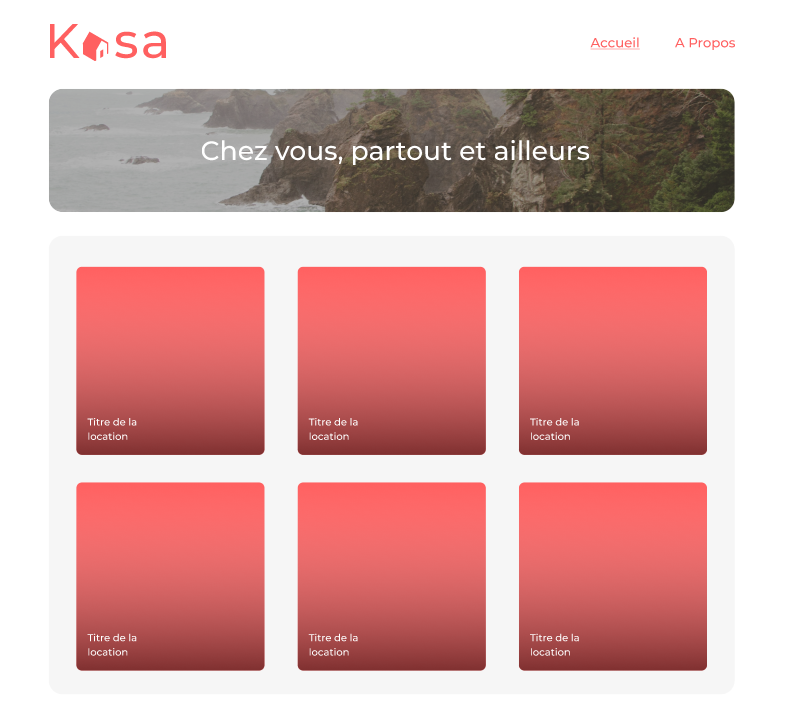 Kasa
Accueil
A Propos
Chez vous, partout et ailleurs
Titre de la
location
Titre de la
location
Titre de la
location
Titre de la
location
Titre de la
location
Titre de la
location